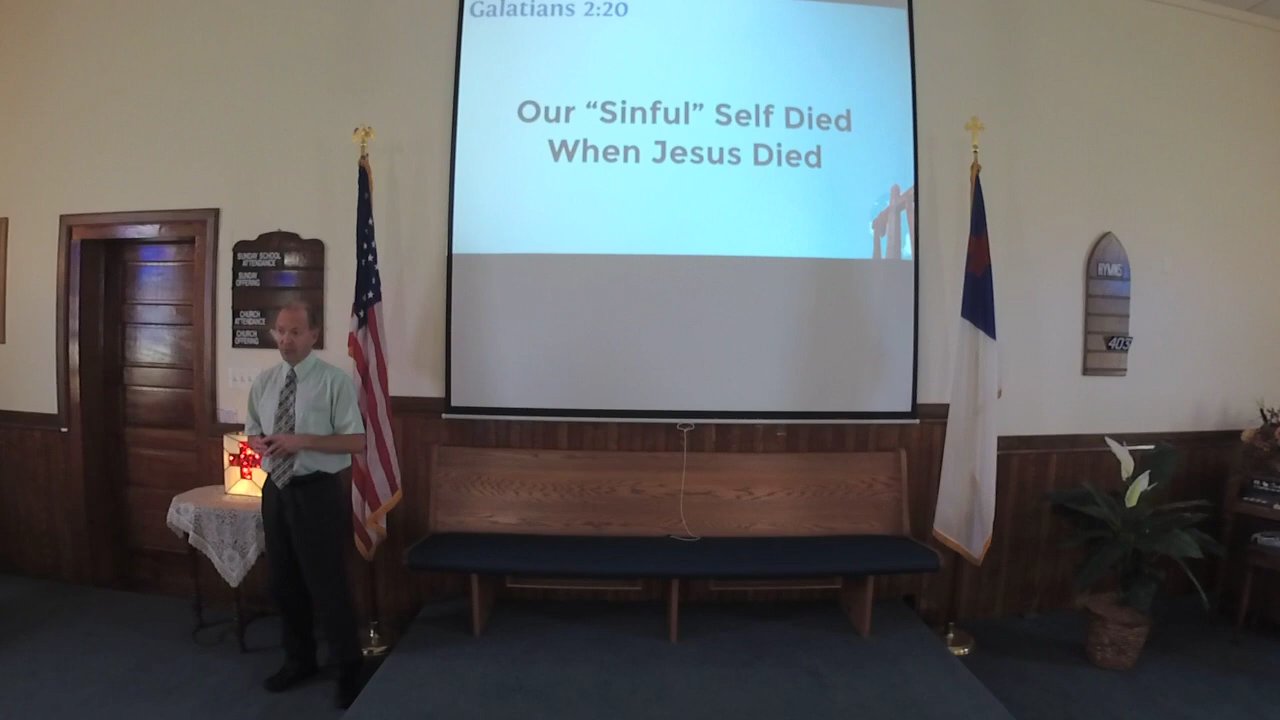 Galatians 2:20
Our “Sinful” Self Died
When Jesus Died
SUNDAY SCHOOL
ATTENDANCE
SUNDAY
OFFERING
CHURCH
ATTENDANCE
CHURCH
OFFERING
HYMNS
403